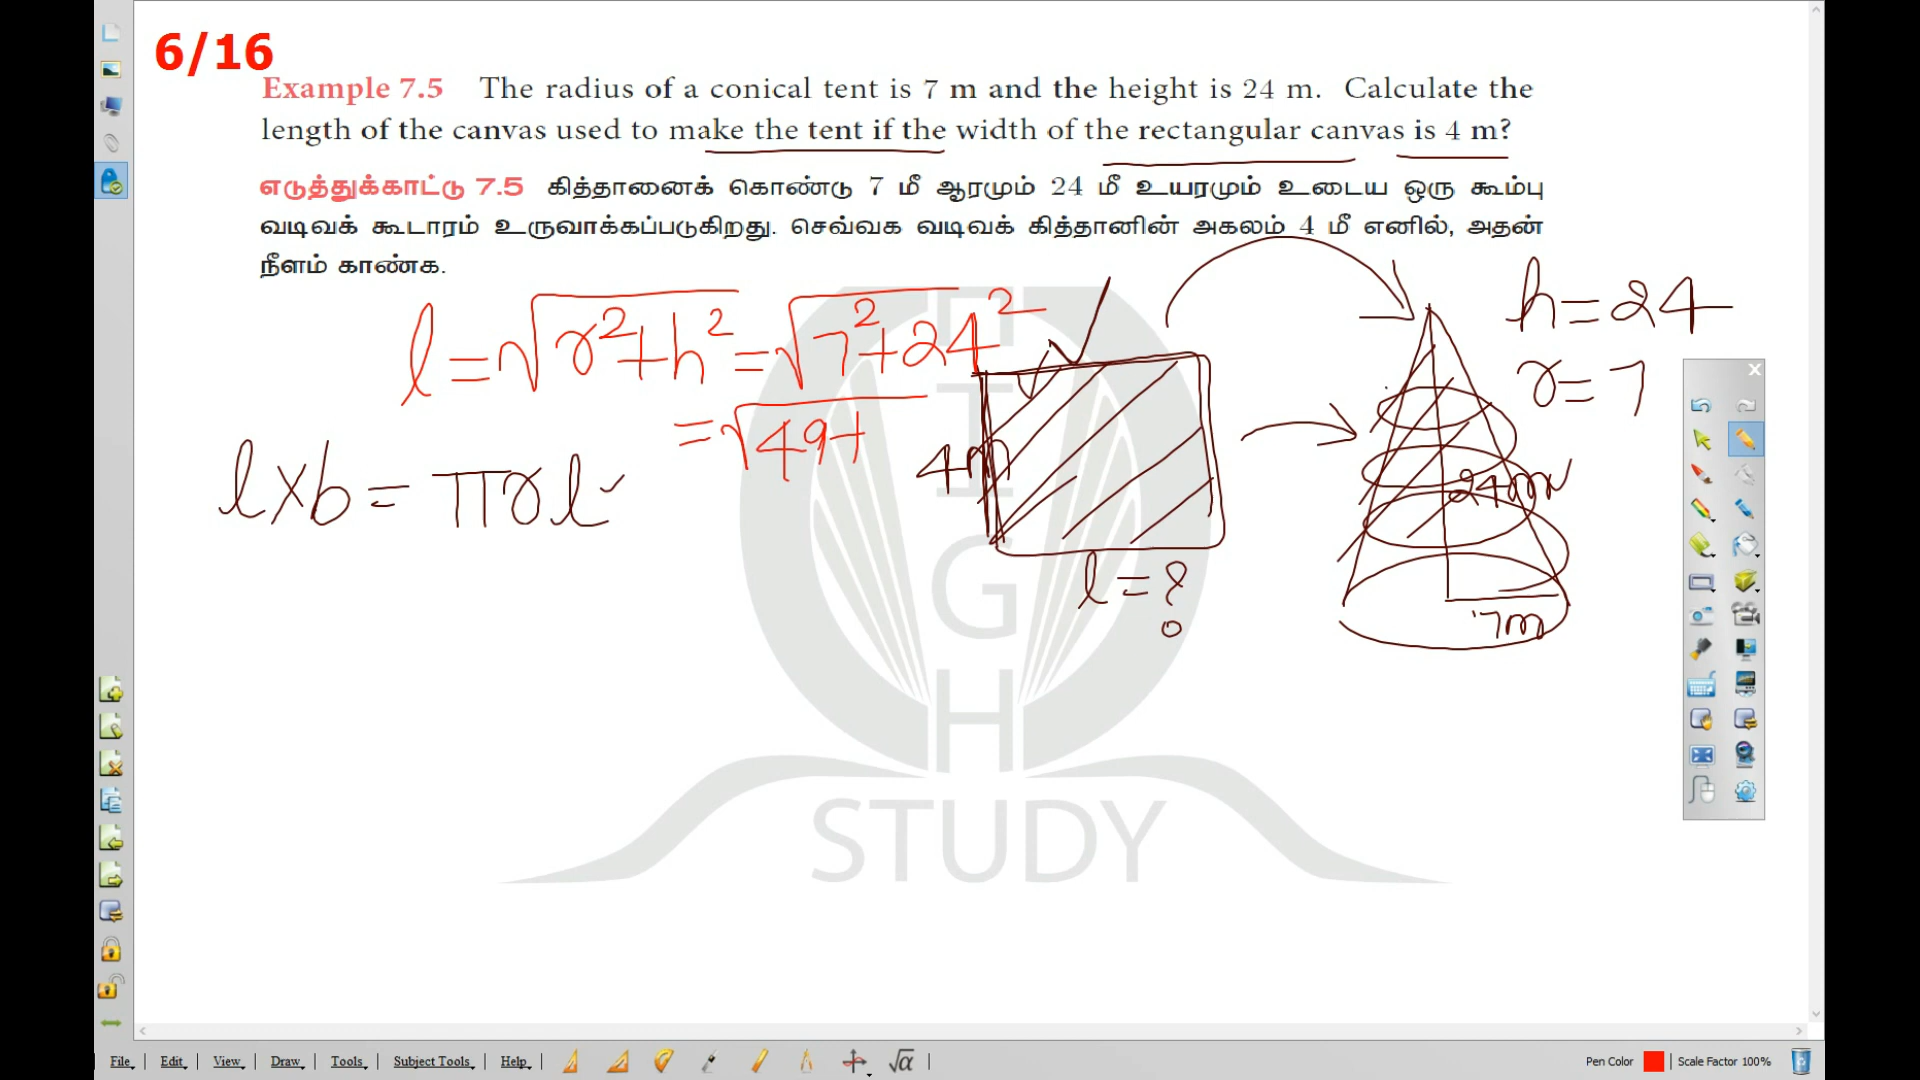 6/16
Example 7.5 The radius of a conical tent is 7 m and the height is 24 m. Calculate the
length of the canvas used to make the tent if the width of the rectangular canvas is 4 m?
எடுத்துக்காட்டு 7.5 கித்தானைக் கொண்டு 7 மீ ஆரமும் 24 மீ உயரமும் உடைய ஒரு கூம்பு
வடிவக் கூடாரம் உருவாக்கப்படுகிறது. செவ்வக வடிவக் கித்தானின் அகலம் 4 மீ எனில், அதன்
நீளம் காண்க.
l = √r²+h² = √7²+24²
= √49+
l×b = πrl
4m
l = ?
h = 24
r = 7
24m
7m
STUDY
File Edit View Draw Tools Subject Tools Help
Pen Color Scale Factor 100%